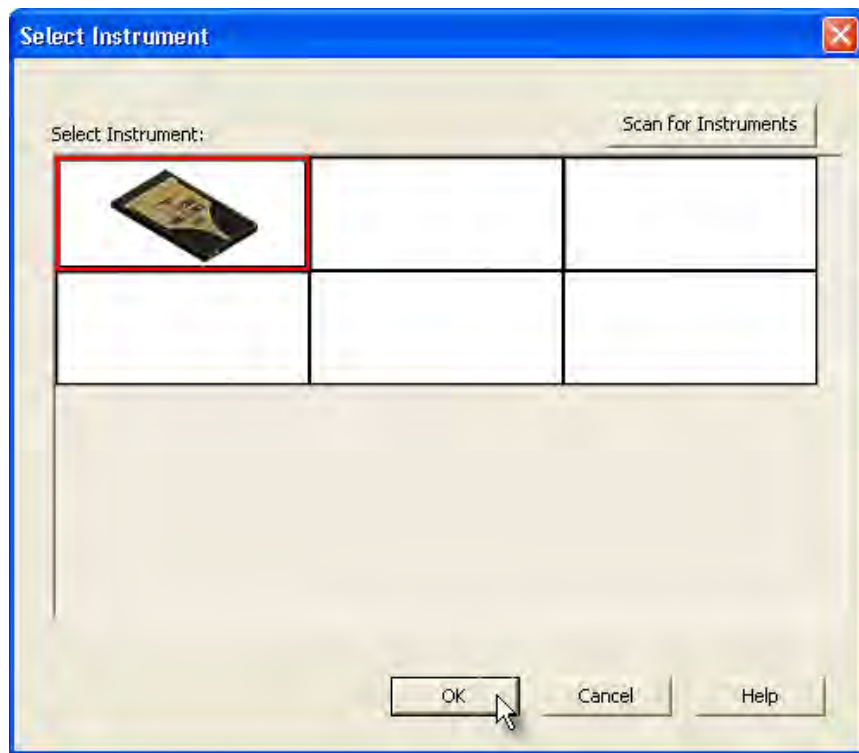 Select Instrument
Scan for Instruments
Select Instrument:
OK
Cancel
Help